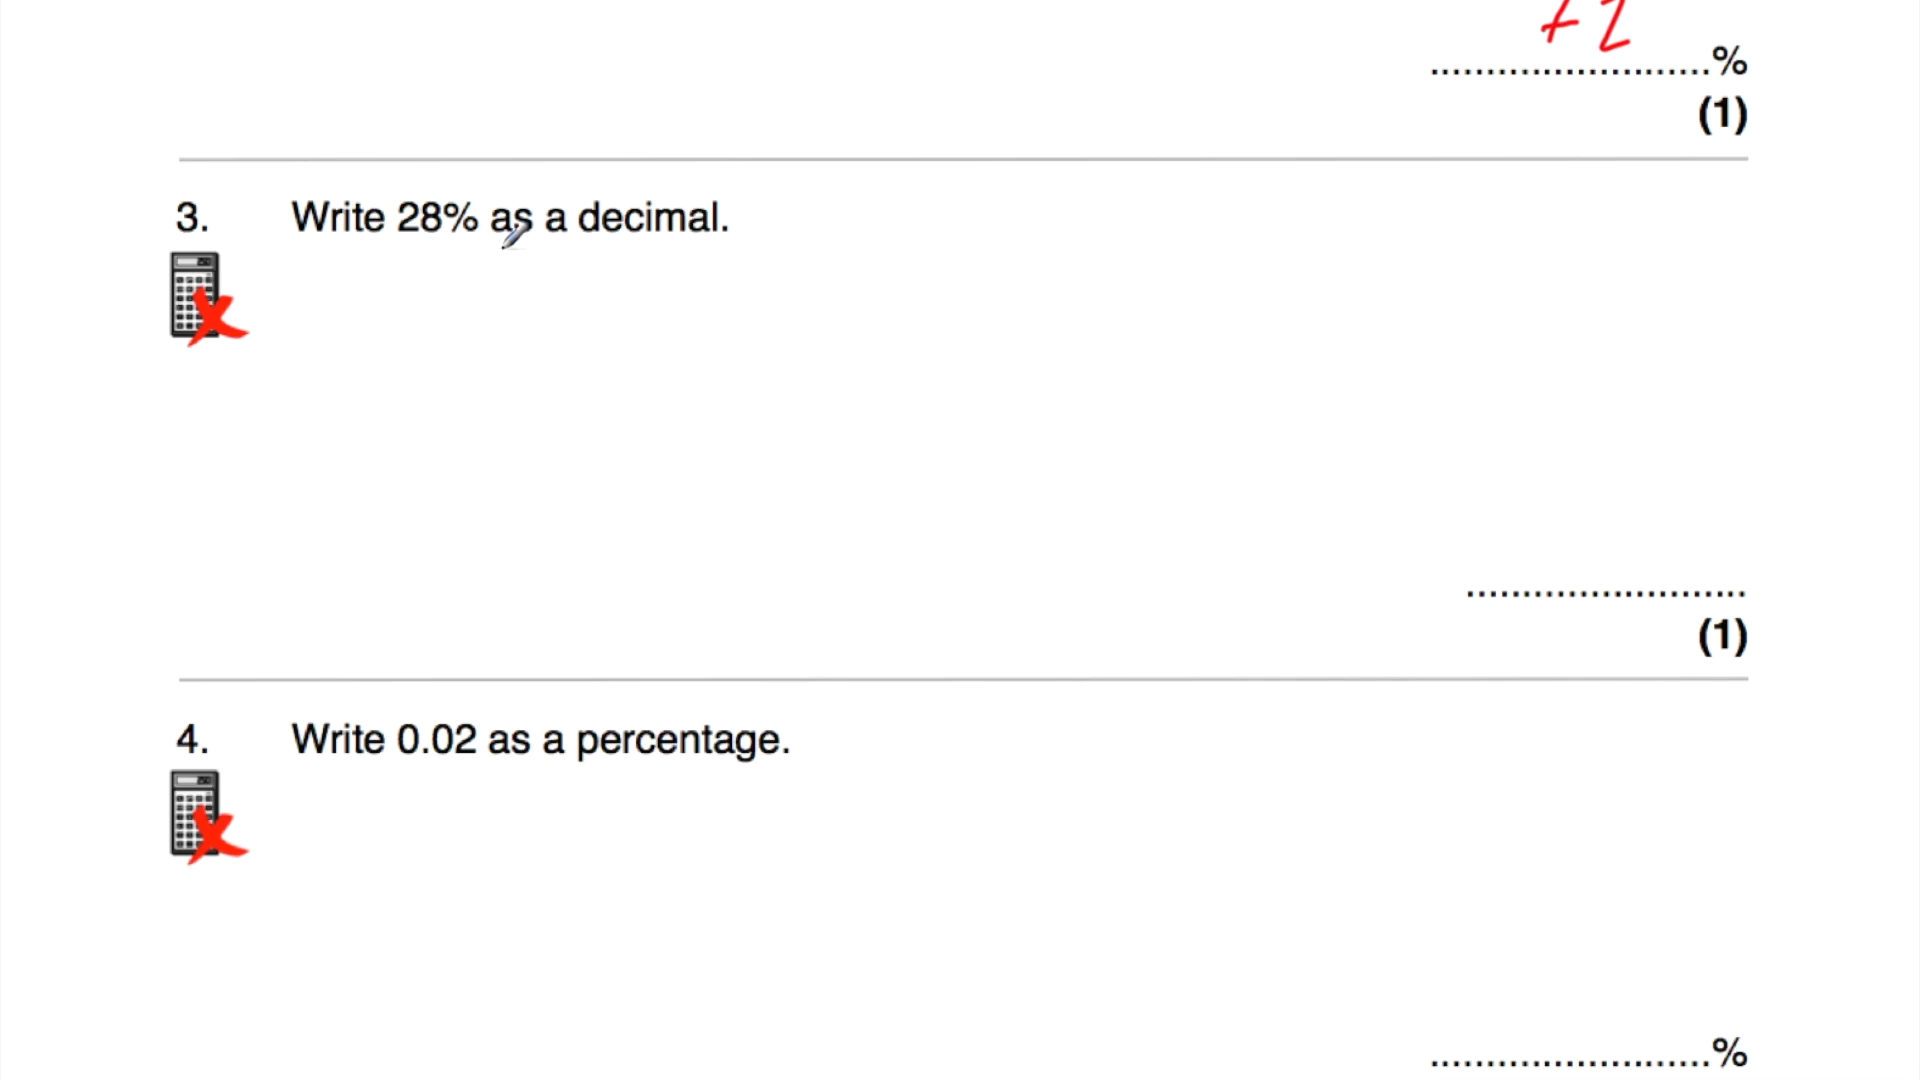 .........................%
(1)
3. Write 28% as a decimal.
.........................
(1)
4. Write 0.02 as a percentage.
.........................%